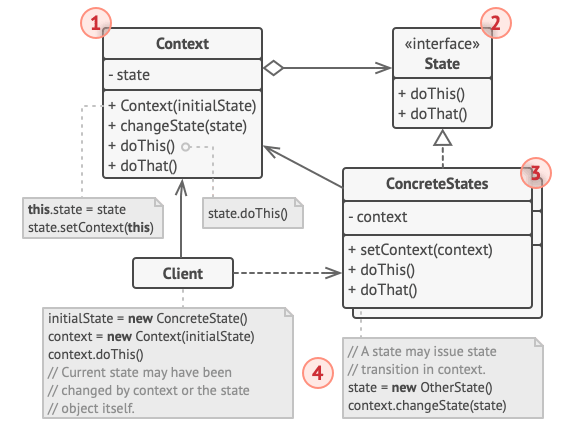 1
Context
- state
+ Context(initialState)
+ changeState(state)
+ doThis()
+ doThat()
2
«interface»
State
+ doThis()
+ doThat()
this.state = state
state.setContext(this)
state.doThis()
3
ConcreteStates
- context
+ setContext(context)
+ doThis()
+ doThat()
Client
initialState = new ConcreteState()
context = new Context(initialState)
context.doThis()
// Current state may have been
// changed by context or the state
// object itself.
4
// A state may issue state
// transition in context.
state = new OtherState()
context.changeState(state)